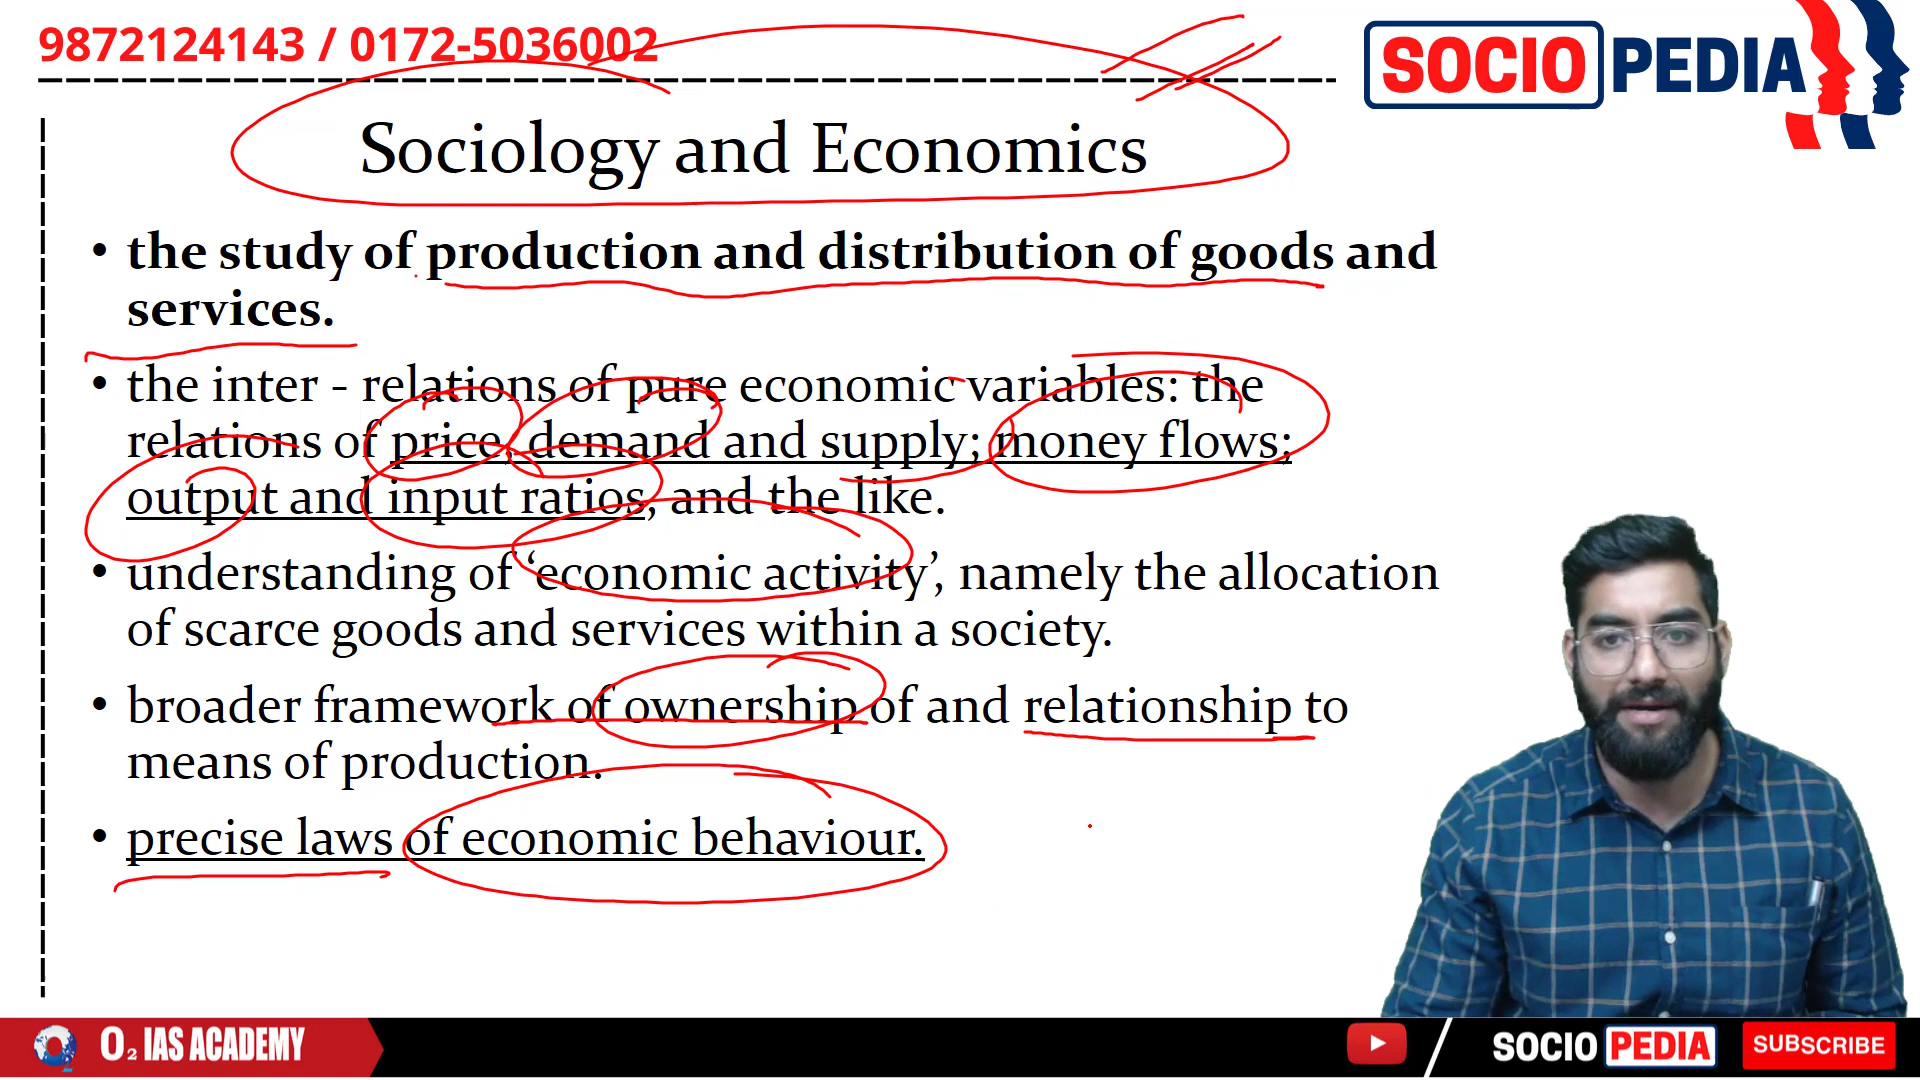 9872124143 / 0172-5036002
SOCIO PEDIA
Sociology and Economics
• the study of production and distribution of goods and
services.
• the inter - relations of pure economic variables: the
relations of price, demand and supply; money flows;
output and input ratios, and the like.
• understanding of ‘economic activity’, namely the allocation
of scarce goods and services within a society.
• broader framework of ownership of and relationship to
means of production.
• precise laws of economic behaviour.
O2 IAS ACADEMY
SOCIO PEDIA
SUBSCRIBE